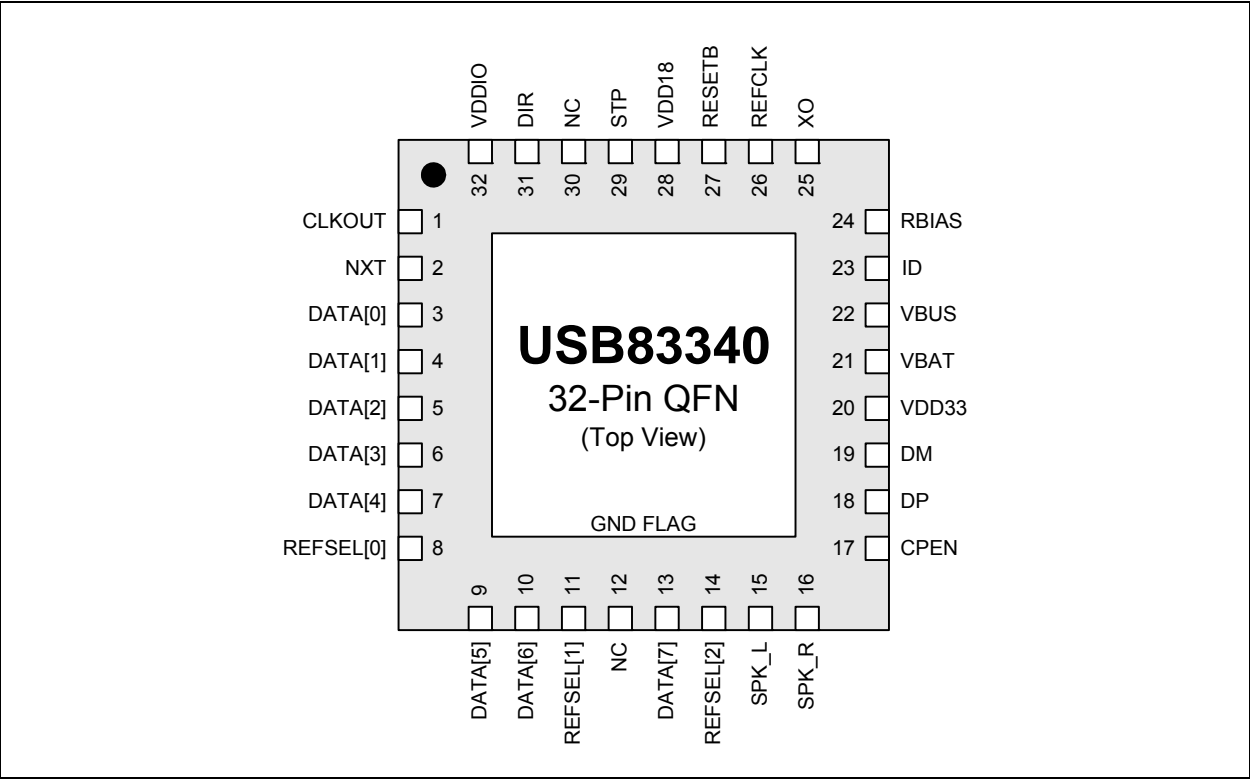 VDDIO
DIR
NC
STP
VDD18
RESETB
REFCLK
XO
32
31
30
29
28
27
26
25
CLKOUT 1
NXT 2
DATA[0] 3
DATA[1] 4
DATA[2] 5
DATA[3] 6
DATA[4] 7
REFSEL[0] 8
USB83340
32-Pin QFN
(Top View)
GND FLAG
24 RBIAS
23 ID
22 VBUS
21 VBAT
20 VDD33
19 DM
18 DP
17 CPEN
9
10
11
12
13
14
15
16
DATA[5]
DATA[6]
REFSEL[1]
NC
DATA[7]
REFSEL[2]
SPK_L
SPK_R